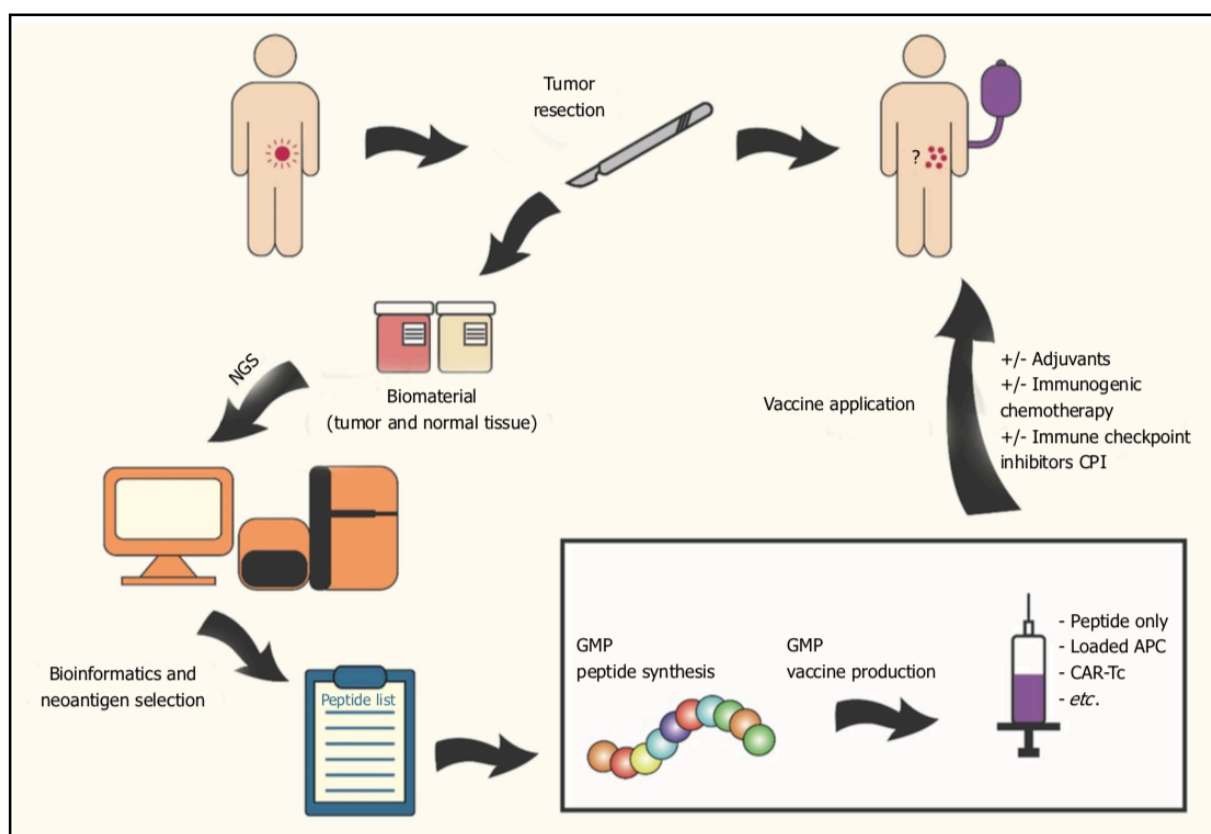 Tumor
resection
?
NGS
Biomaterial
(tumor and normal tissue)
Vaccine application
+/- Adjuvants
+/- Immunogenic
chemotherapy
+/- Immune checkpoint
inhibitors CPI
Bioinformatics and
neoantigen selection
Peptide list
GMP
peptide synthesis
GMP
vaccine production
- Peptide only
- Loaded APC
- CAR-Tc
- etc.